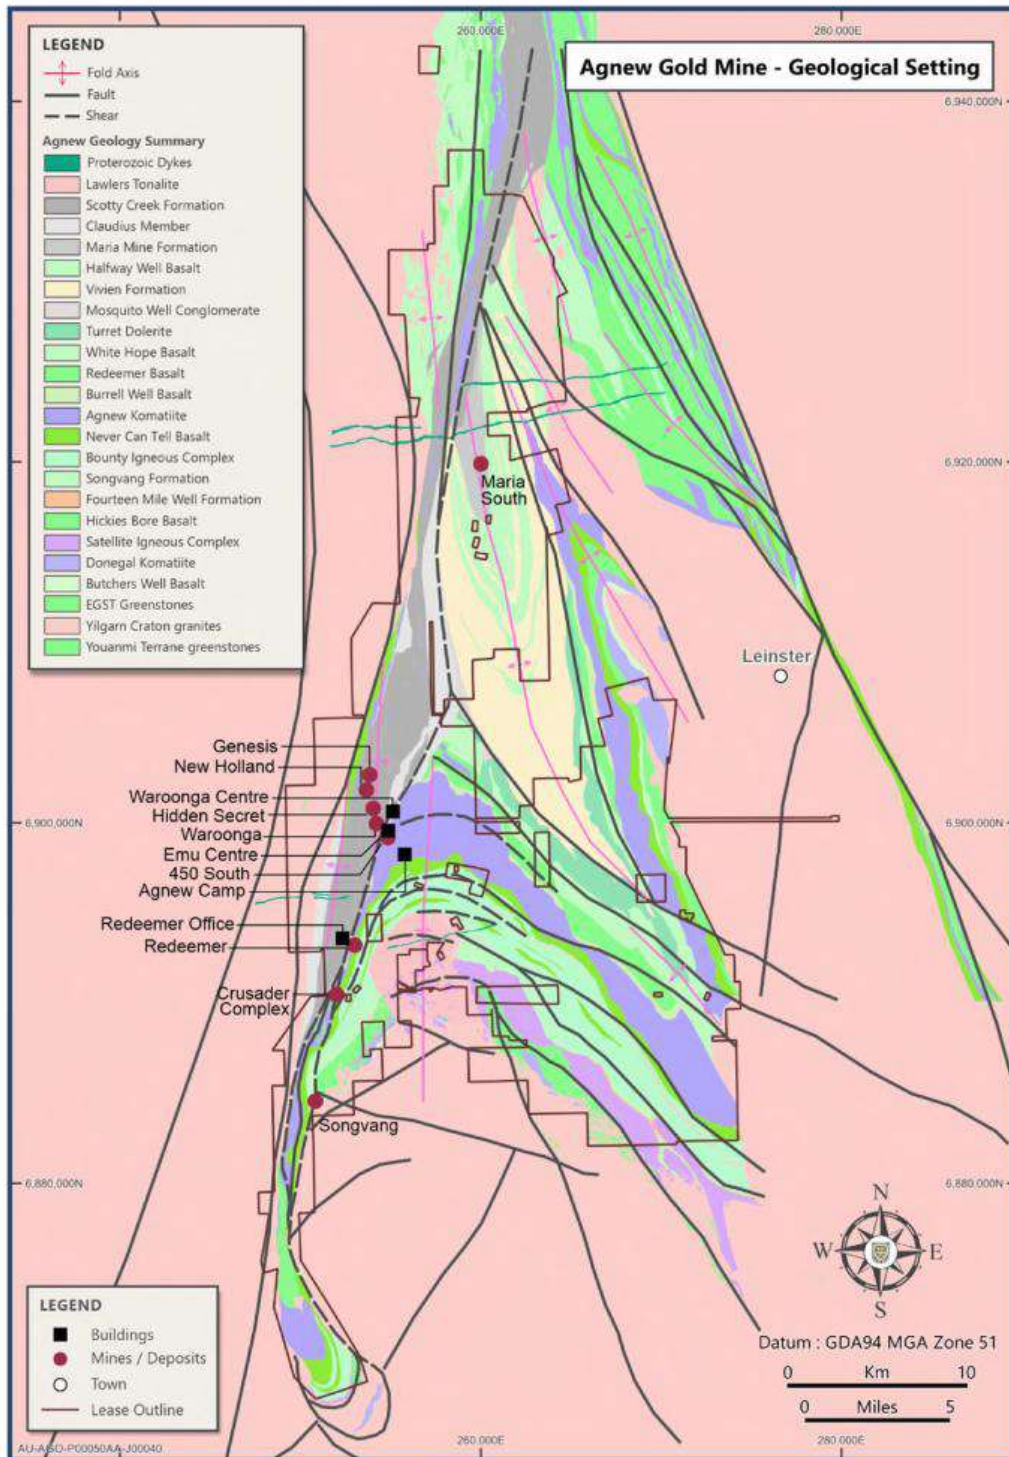 260.000E
280.000E
Agnew Gold Mine - Geological Setting
LEGEND
Fold Axis
Fault
Shear
Agnew Geology Summary
Proterozoic Dykes
Lawlers Tonalite
Scotty Creek Formation
Claudius Member
Maria Mine Formation
Halfway Well Basalt
Vivien Formation
Mosquito Well Conglomerate
Turret Dolerite
White Hope Basalt
Redeemer Basalt
Burrell Well Basalt
Agnew Komatiite
Never Can Tell Basalt
Bounty Igneous Complex
Songvang Formation
Fourteen Mile Well Formation
Hickies Bore Basalt
Satellite Igneous Complex
Donegal Komatiite
Butchers Well Basalt
EGST Greenstones
Yilgarn Craton granites
Youanmi Terrane greenstones
6,940,000N
6,920,000N
Maria
South
Leinster
Genesis
New Holland
Waroonga Centre
Hidden Secret
6,900,000N
6,900,000N
Waroonga
Emu Centre
450 South
Agnew Camp
Redeemer Office
Redeemer
Crusader
Complex
Songvang
6,880,000N
6,880,000N
N
W
E
S
LEGEND
Buildings
Mines / Deposits
Town
Lease Outline
Datum : GDA94 MGA Zone 51
0 Km 10
0 Miles 5
260.000E
280.000E